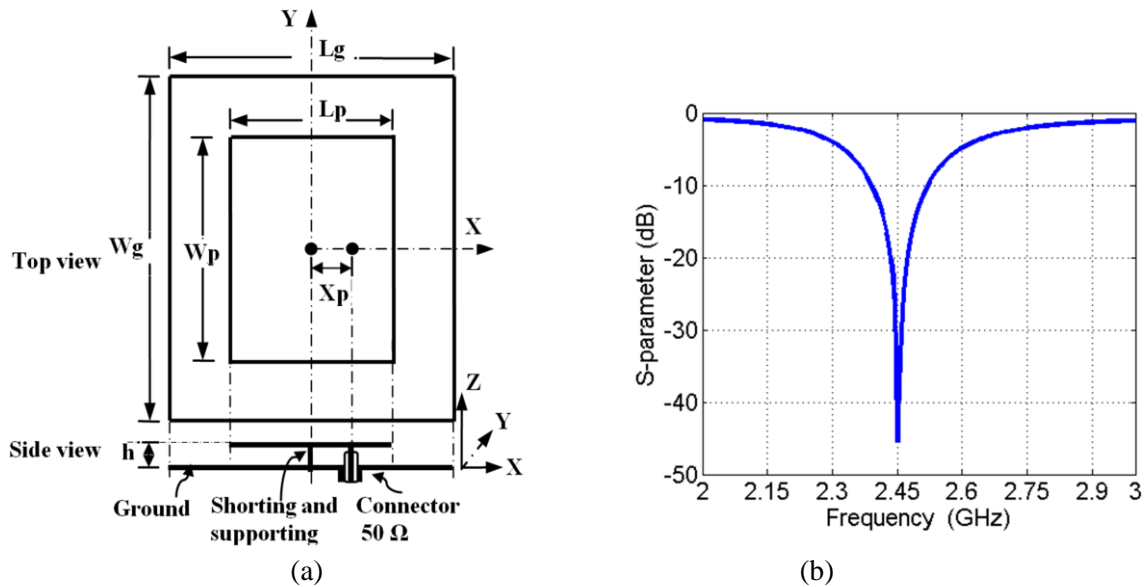 Y
Lg
Lp
Wg
Wp
X
Xp
Top view
Z
Y
Side view
h
X
Ground
Shorting and
supporting
Connector
50 Ω
(a)
0
-10
-20
-30
-40
-50
S-parameter (dB)
2 2.15 2.3 2.45 2.6 2.75 2.9 3
Frequency (GHz)
(b)